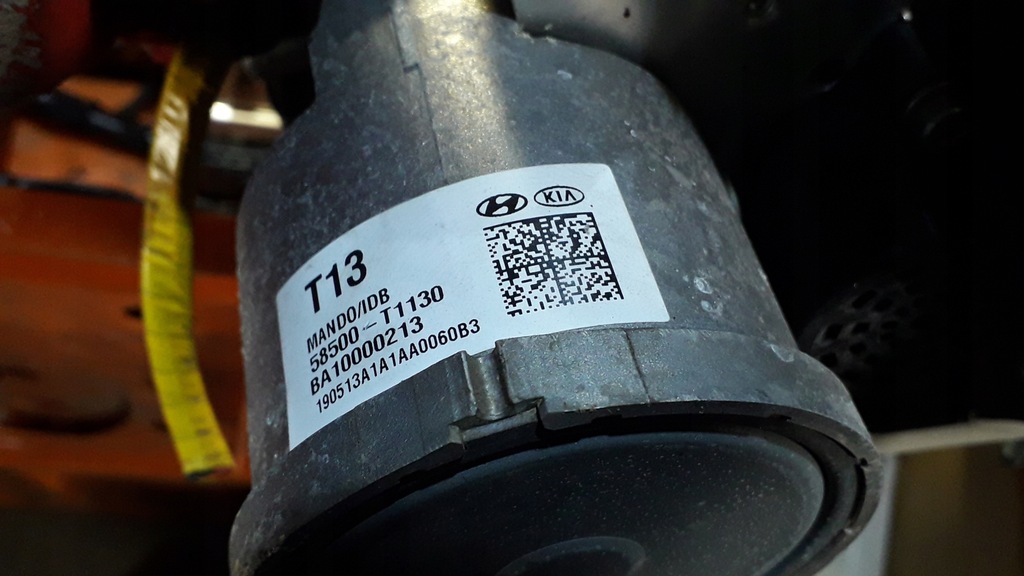 KIA
T13
MANDO/IDB
58500 - T1130
BA10000213
190513A1A1AA0060B3